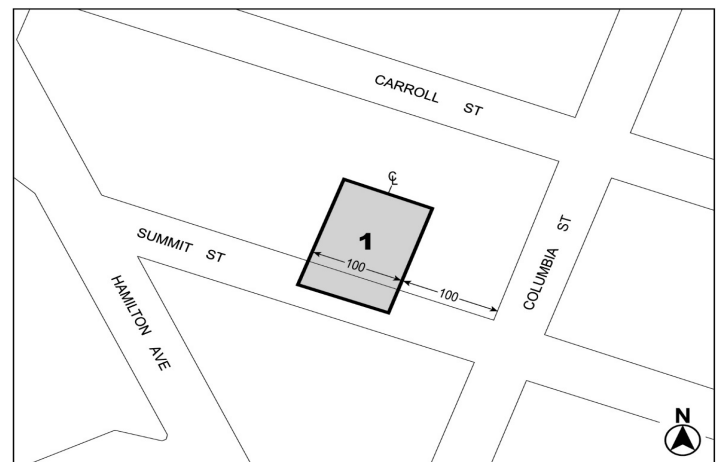 CARROLL ST
℄
1
SUMMIT ST
100
100
COLUMBIA ST
HAMILTON AVE
N